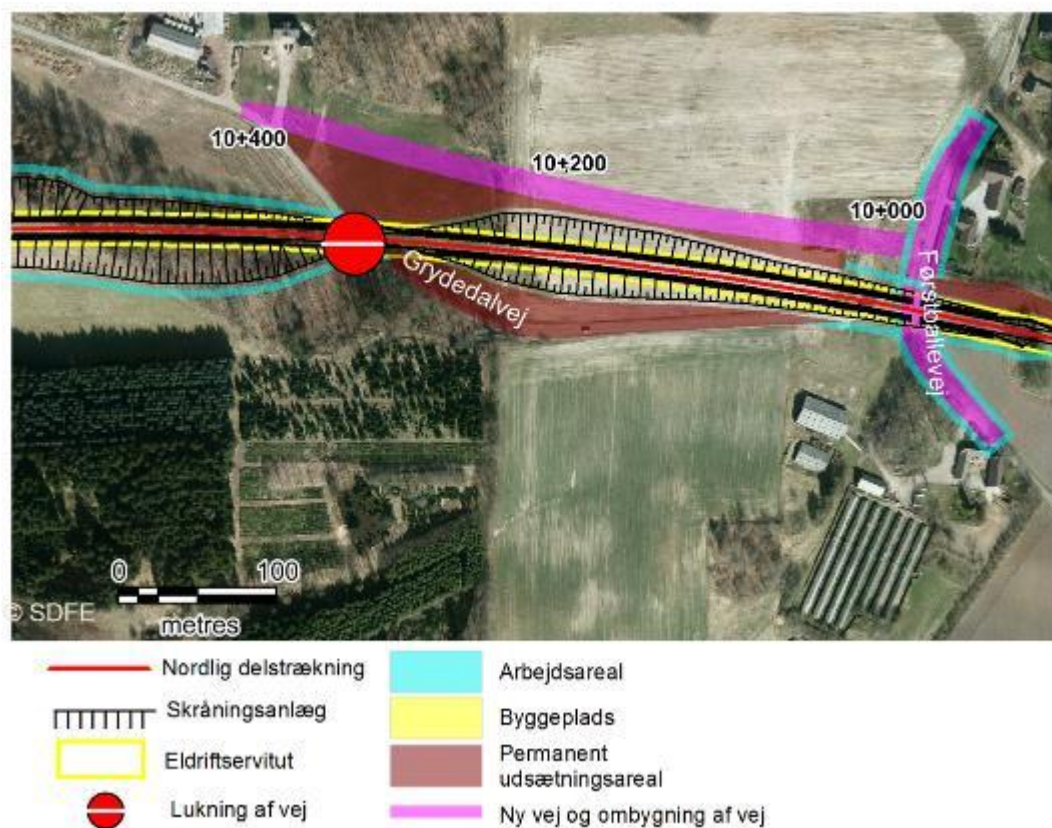 10+400
10+200
10+000
Grydedalvej
Førstballevej
0 100
metres
© SDFE
Nordlig delstrækning
Skråningsanlæg
Eldriftservitut
Lukning af vej
Arbejdsareal
Byggeplads
Permanent
udsætningsareal
Ny vej og ombygning af vej